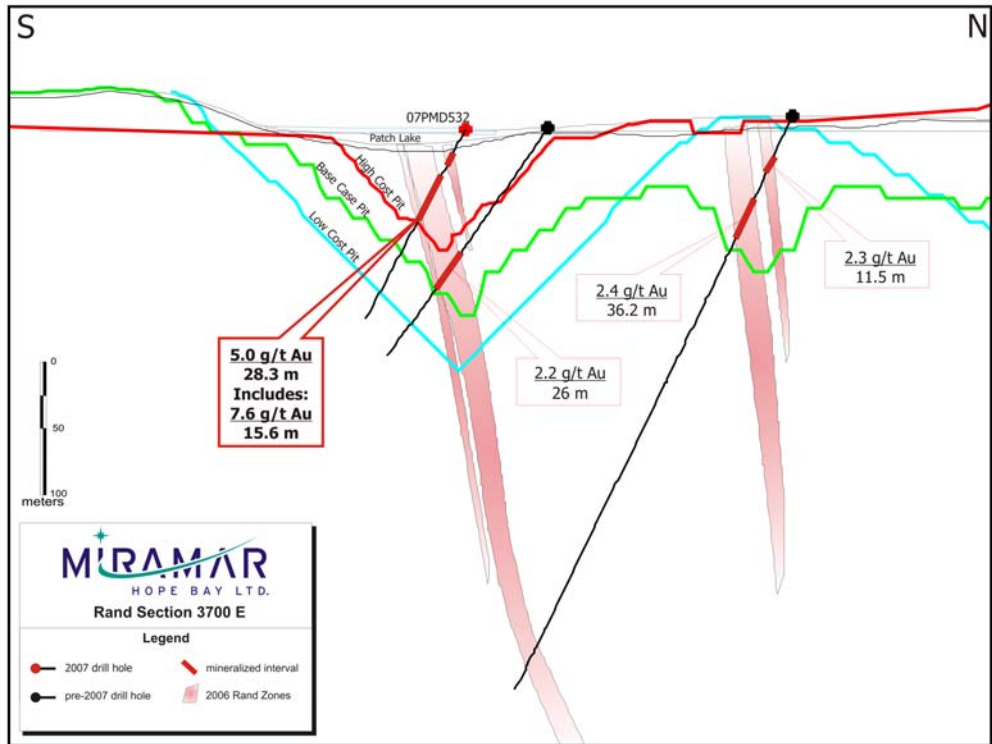 S
N
07PMD532
Patch Lake
High Cost Pit
Base Case Pit
Low Cost Pit
2.3 g/t Au
11.5 m
2.4 g/t Au
36.2 m
5.0 g/t Au
28.3 m
Includes:
7.6 g/t Au
15.6 m
2.2 g/t Au
26 m
0
50
100
meters
MIRAMAR
HOPE BAY LTD.
Rand Section 3700 E
Legend
2007 drill hole
mineralized interval
pre-2007 drill hole
2006 Rand Zones